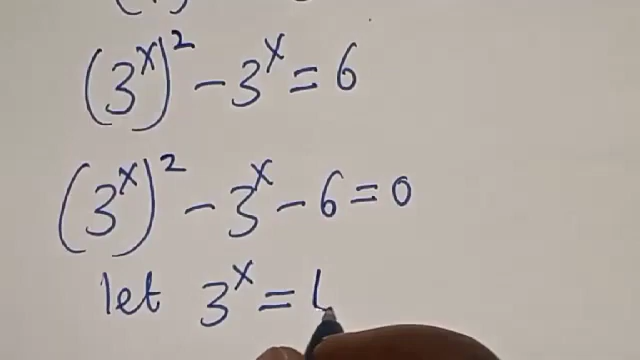 (3^x)^2 - 3^x = 6
(3^x)^2 - 3^x - 6 = 0
let 3^x =